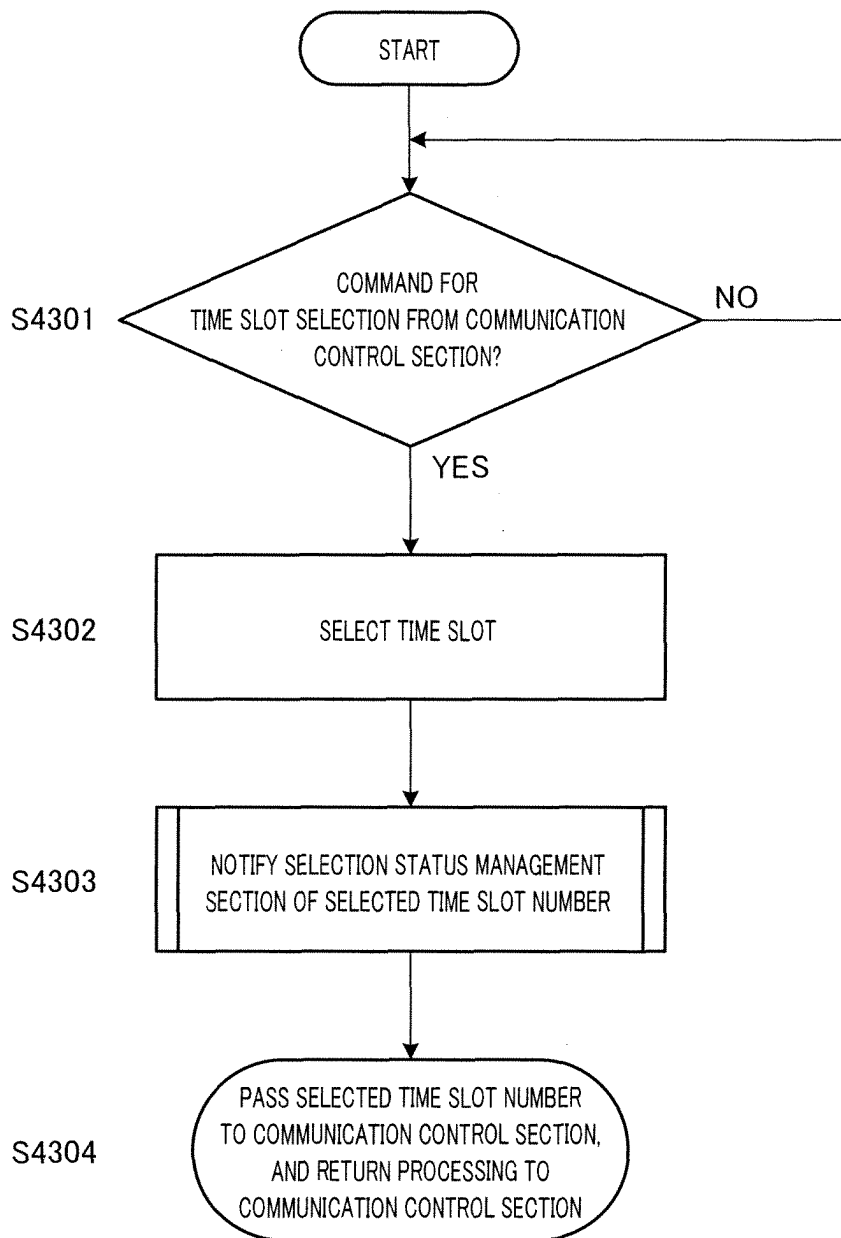 START
COMMAND FOR
TIME SLOT SELECTION FROM COMMUNICATION
CONTROL SECTION?
S4301
NO
YES
S4302
SELECT TIME SLOT
S4303
NOTIFY SELECTION STATUS MANAGEMENT
SECTION OF SELECTED TIME SLOT NUMBER
S4304
PASS SELECTED TIME SLOT NUMBER
TO COMMUNICATION CONTROL SECTION,
AND RETURN PROCESSING TO
COMMUNICATION CONTROL SECTION